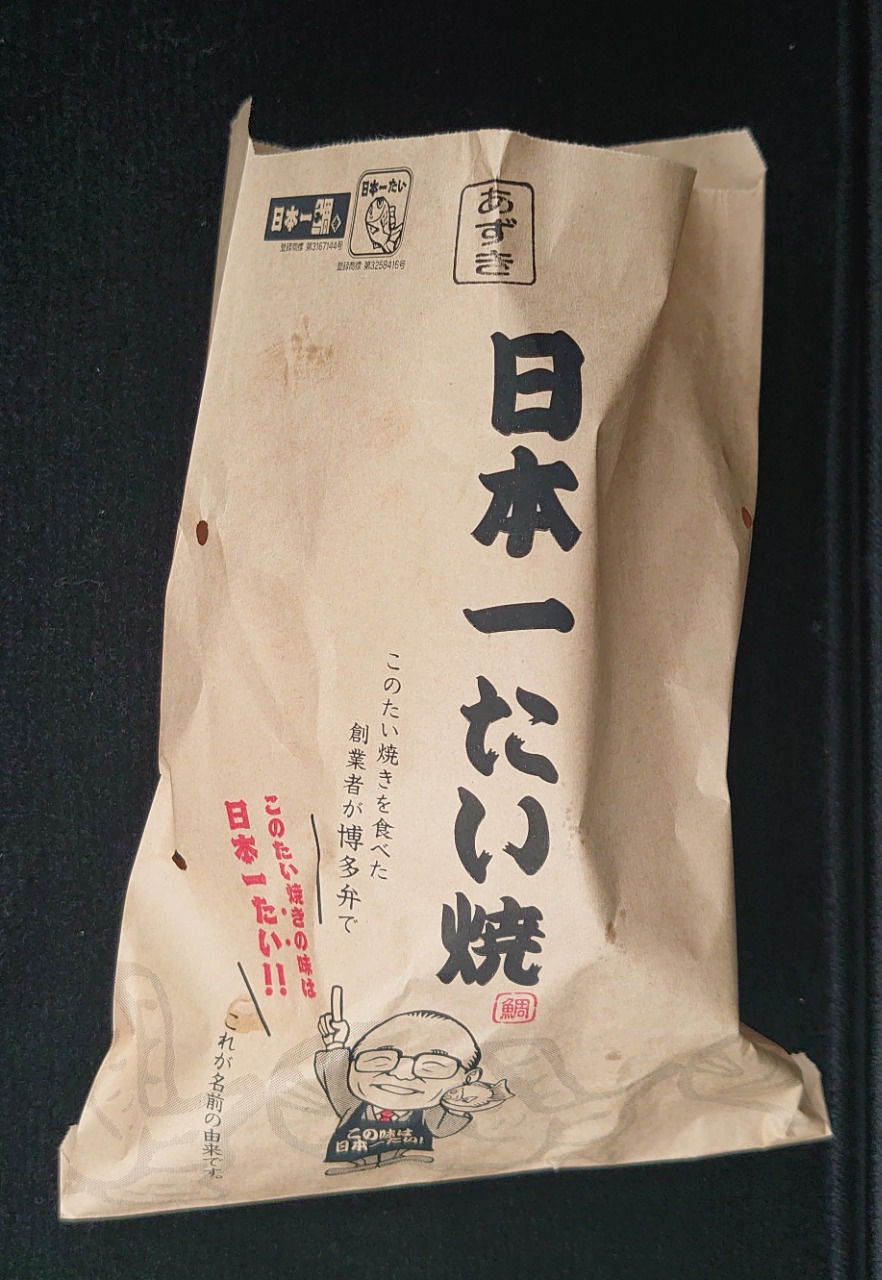 日本一鯛
登録商標 第3167144号
日本一たい
登録商標 第3258416号
あずき
日本一たい焼
鯛
このたい焼きを食べた
創業者が博多弁で
このたい焼きの味は
日本一たい!!
これが名前の由来です。
この味は
日本一たい!